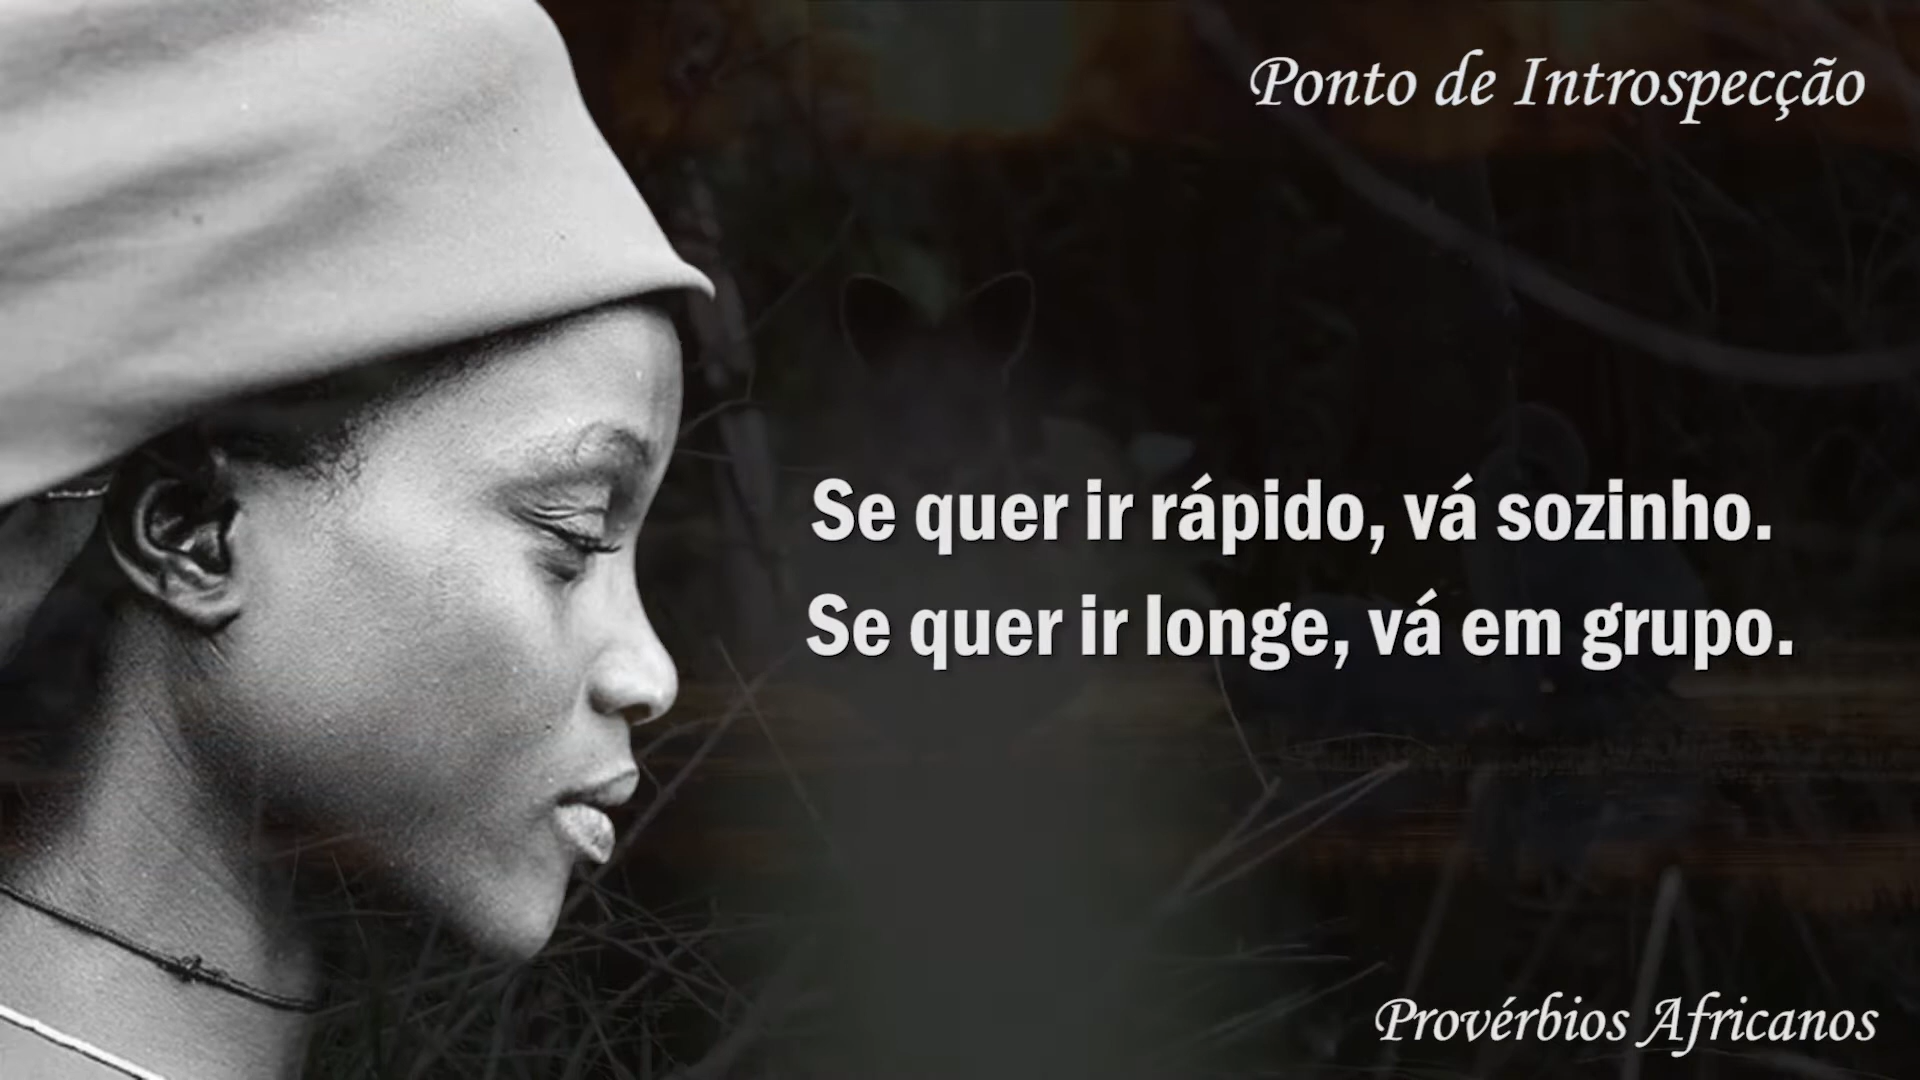 Ponto de Introspecção
Se quer ir rápido, vá sozinho.
Se quer ir longe, vá em grupo.
Provérbios Africanos